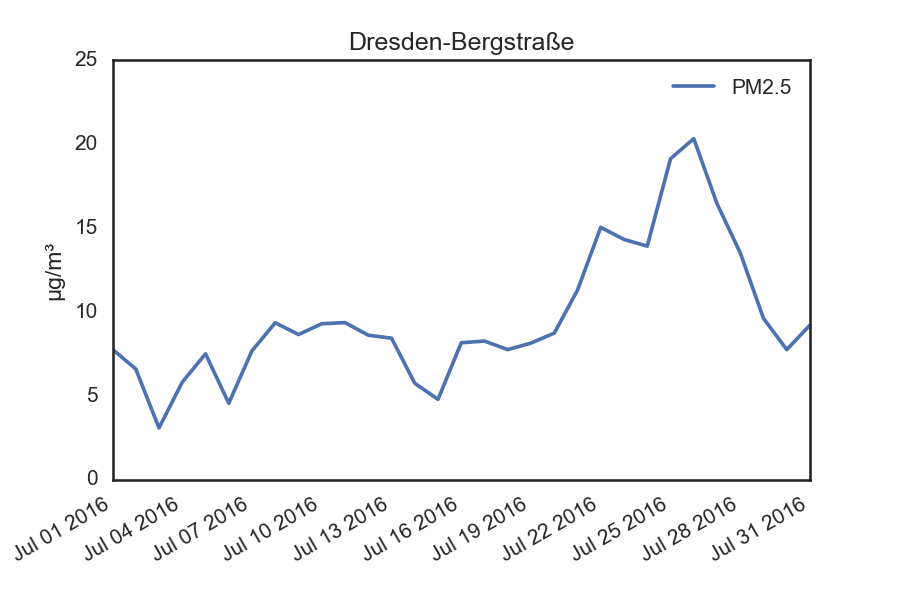 Dresden-Bergstraße
PM2.5
µg/m³
25
20
15
10
5
0
Jul 01 2016
Jul 04 2016
Jul 07 2016
Jul 10 2016
Jul 13 2016
Jul 16 2016
Jul 19 2016
Jul 22 2016
Jul 25 2016
Jul 28 2016
Jul 31 2016